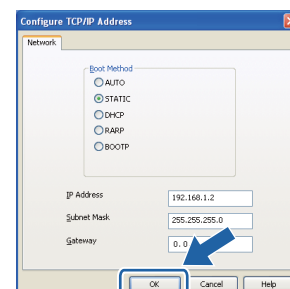 Configure TCP/IP Address
Network
Boot Method
AUTO
STATIC
DHCP
RARP
BOOTP
IP Address 192.168.1.2
Subnet Mask 255.255.255.0
Gateway 0. 0
OK Cancel Help